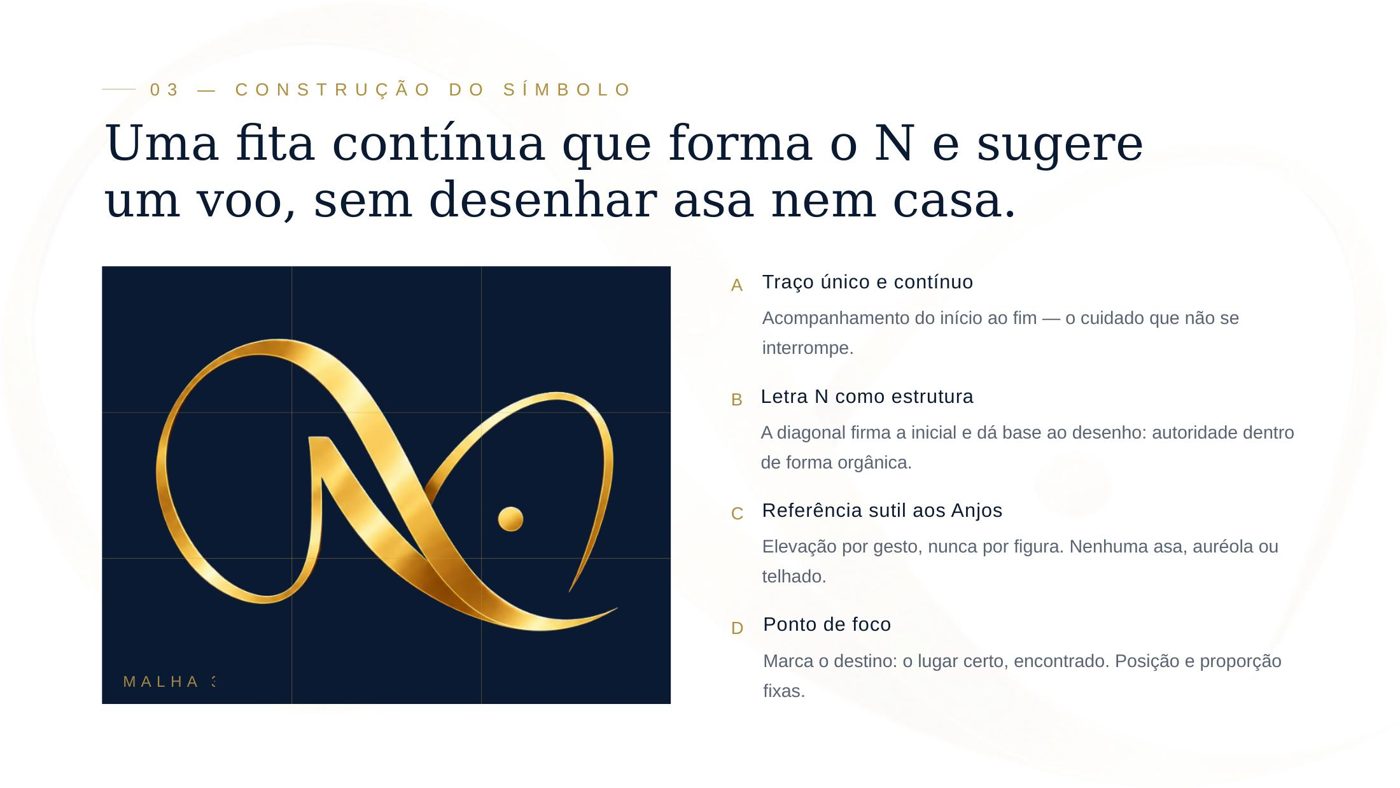 03 — CONSTRUÇÃO DO SÍMBOLO
Uma fita contínua que forma o N e sugere
um voo, sem desenhar asa nem casa.
A Traço único e contínuo
Acompanhamento do início ao fim — o cuidado que não se
interrompe.
B Letra N como estrutura
A diagonal firma a inicial e dá base ao desenho: autoridade dentro
de forma orgânica.
C Referência sutil aos Anjos
Elevação por gesto, nunca por figura. Nenhuma asa, auréola ou
telhado.
D Ponto de foco
Marca o destino: o lugar certo, encontrado. Posição e proporção
fixas.
MALHA